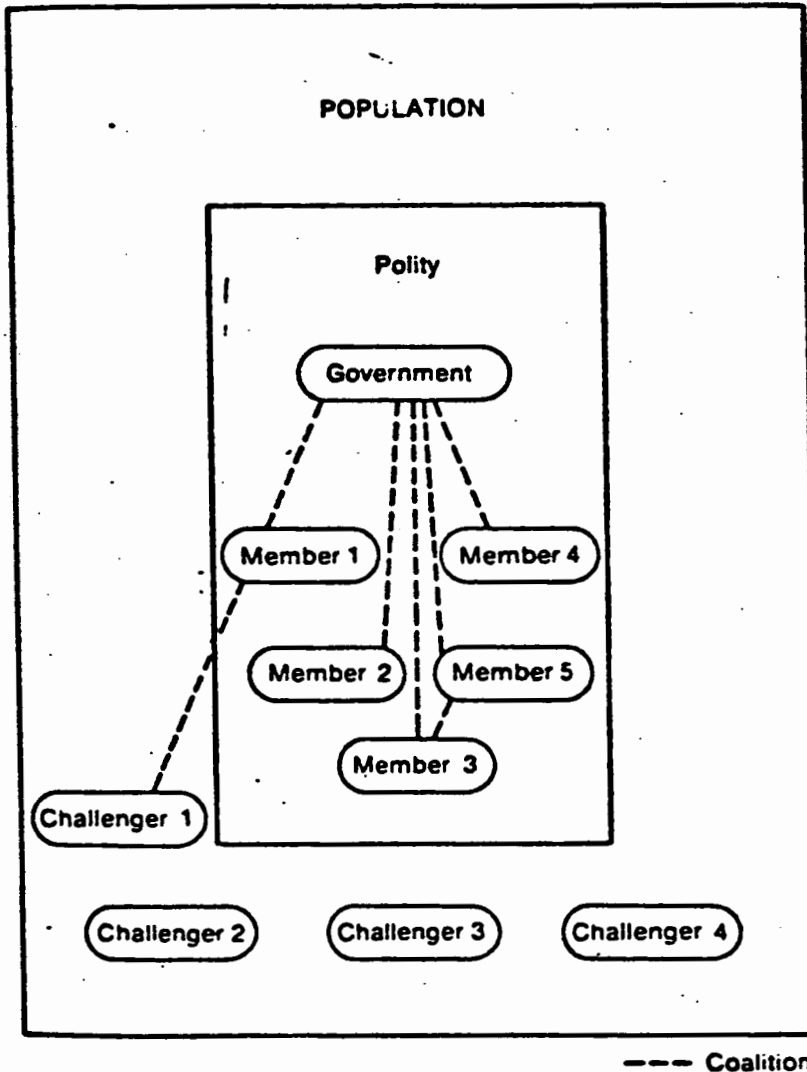 POPULATION
Polity
Government
Member 1
Member 4
Member 2
Member 5
Member 3
Challenger 1
Challenger 2
Challenger 3
Challenger 4
Coalition